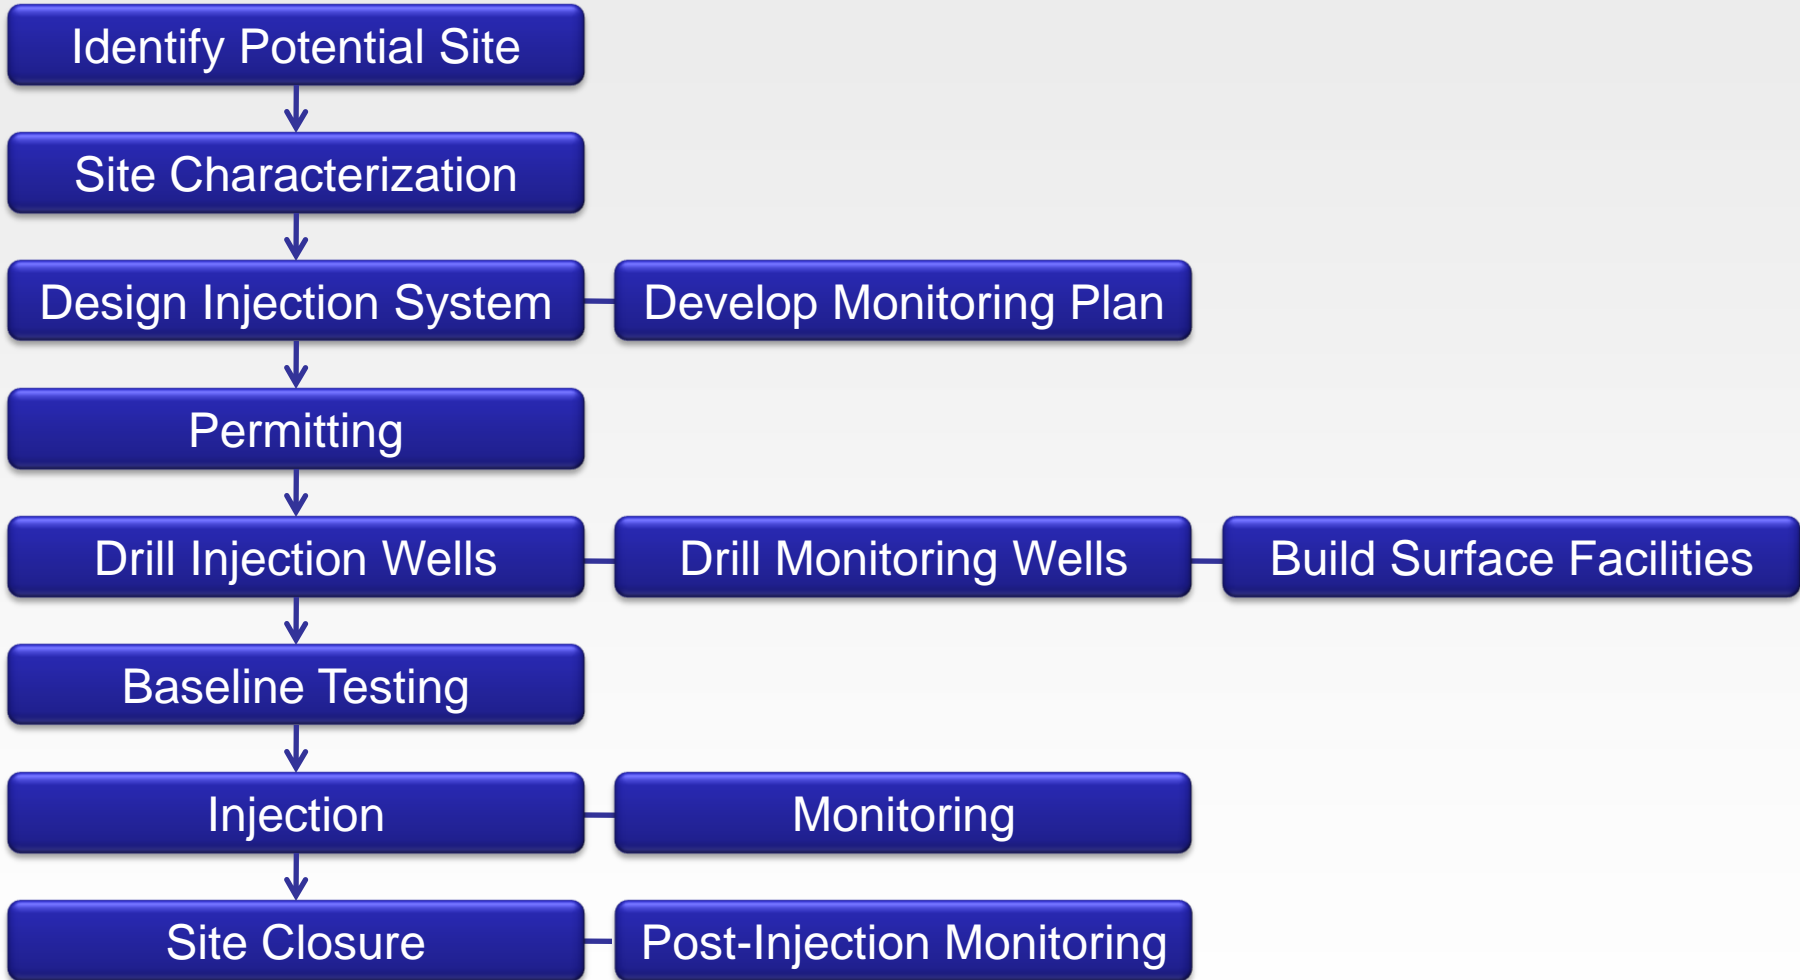 Identify Potential Site
Site Characterization
Design Injection System
Develop Monitoring Plan
Permitting
Drill Injection Wells
Drill Monitoring Wells
Build Surface Facilities
Baseline Testing
Injection
Monitoring
Site Closure
Post-Injection Monitoring